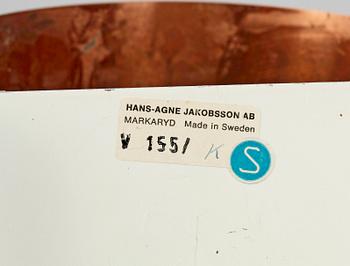 HANS-AGNE JAKOBSSON AB
MARKARYD Made in Sweden
V 155/ K
S